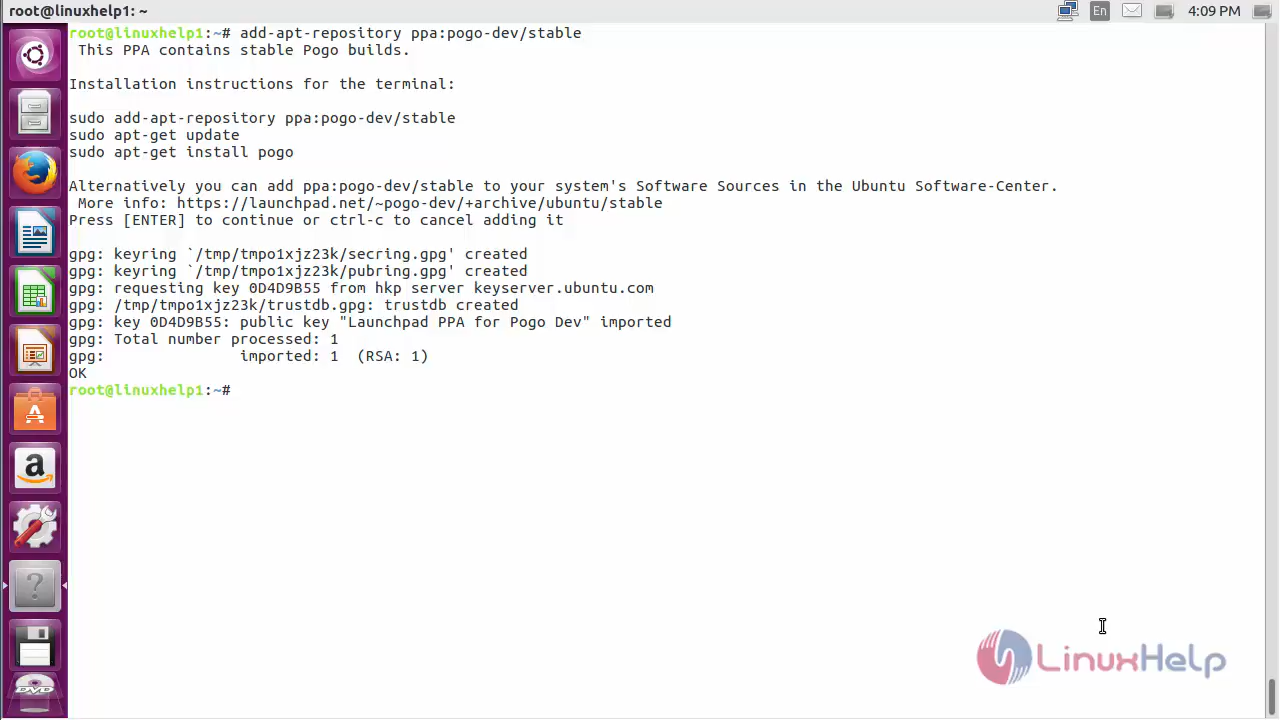 root@linuxhelp1: ~
En
4:09 PM
root@linuxhelp1:~# add-apt-repository ppa:pogo-dev/stable
This PPA contains stable Pogo builds.
Installation instructions for the terminal:
sudo add-apt-repository ppa:pogo-dev/stable
sudo apt-get update
sudo apt-get install pogo
Alternatively you can add ppa:pogo-dev/stable to your system's Software Sources in the Ubuntu Software-Center.
More info: https://launchpad.net/~pogo-dev/+archive/ubuntu/stable
Press [ENTER] to continue or ctrl-c to cancel adding it
gpg: keyring `/tmp/tmpo1xjz23k/secring.gpg' created
gpg: keyring `/tmp/tmpo1xjz23k/pubring.gpg' created
gpg: requesting key 0D4D9B55 from hkp server keyserver.ubuntu.com
gpg: /tmp/tmpo1xjz23k/trustdb.gpg: trustdb created
gpg: key 0D4D9B55: public key "Launchpad PPA for Pogo Dev" imported
gpg: Total number processed: 1
gpg:               imported: 1  (RSA: 1)
OK
root@linuxhelp1:~#
DVD
LinuxHelp